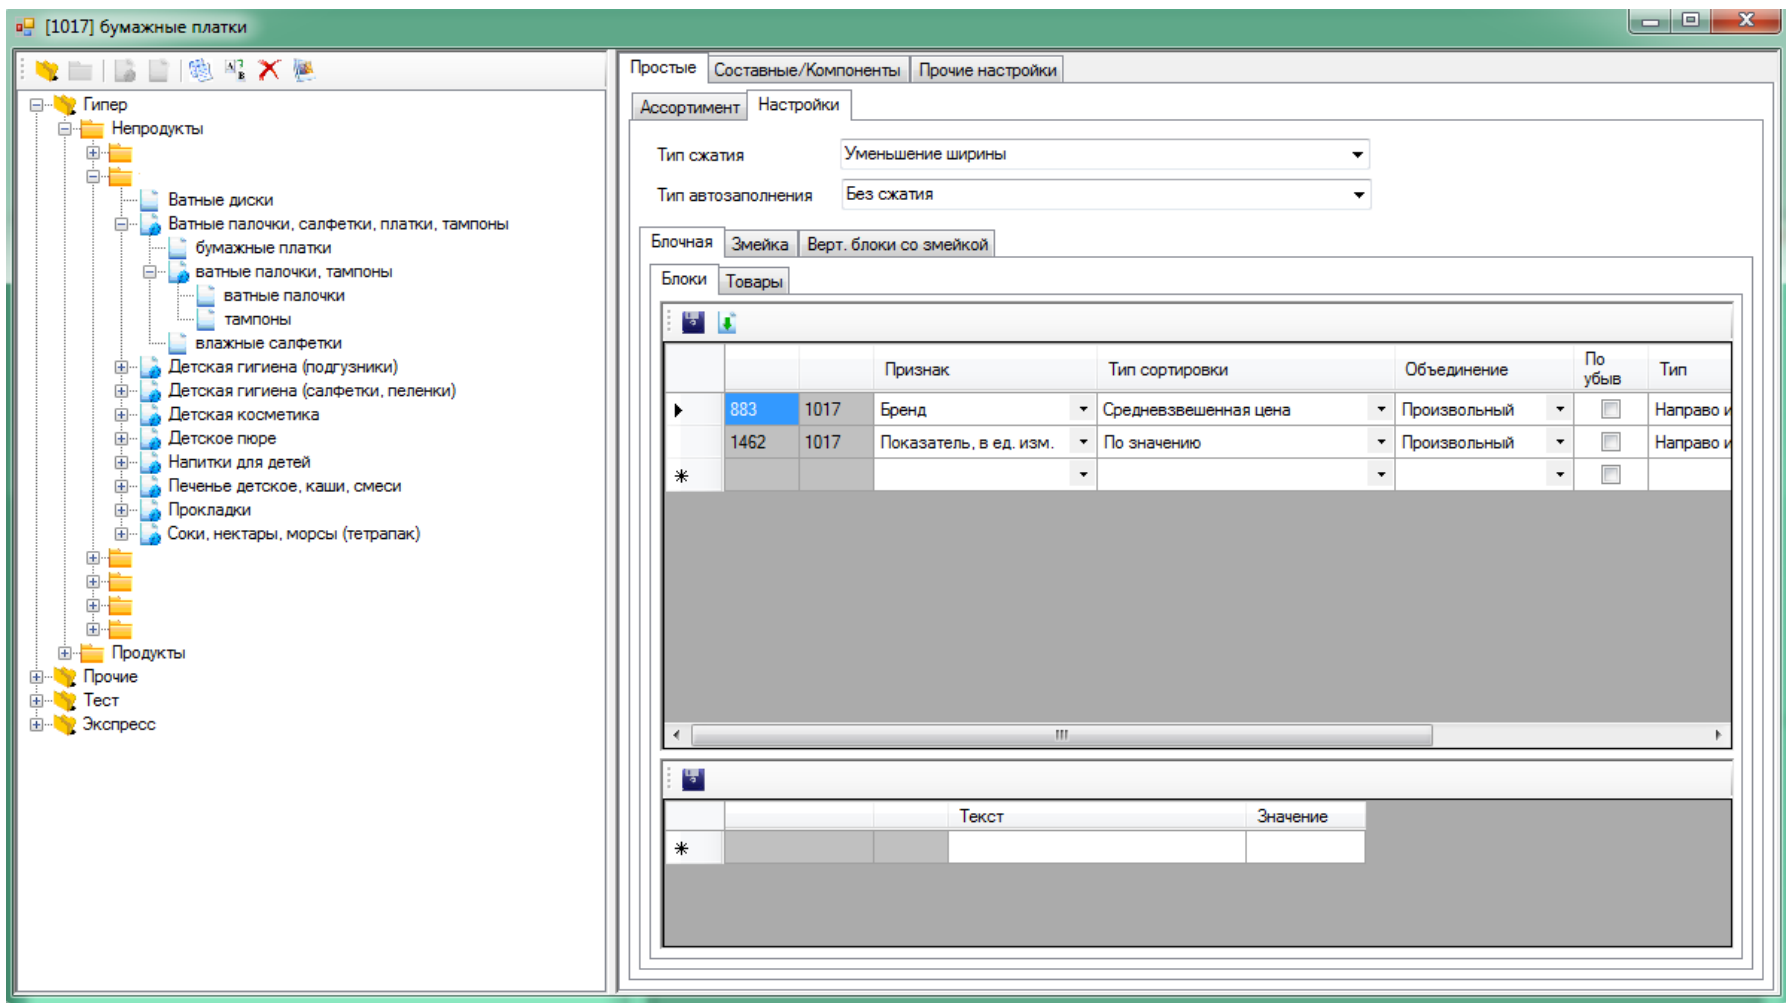 [1017] бумажные платки
Гипер
Непродукты
Ватные диски
Ватные палочки, салфетки, платки, тампоны
бумажные платки
ватные палочки, тампоны
ватные палочки
тампоны
влажные салфетки
Детская гигиена (подгузники)
Детская гигиена (салфетки, пеленки)
Детская косметика
Детское пюре
Напитки для детей
Печенье детское, каши, смеси
Прокладки
Соки, нектары, морсы (тетрапак)
Продукты
Прочие
Тест
Экспресс
Простые Составные/Компоненты Прочие настройки
Ассортимент Настройки
Тип сжатия Уменьшение ширины
Тип автозаполнения Без сжатия
Блочная Змейка Верт. блоки со змейкой
Блоки Товары
Признак Тип сортировки Объединение По убыв Тип
883 1017 Бренд Средневзвешенная цена Произвольный Направо и
1462 1017 Показатель, в ед. изм. По значению Произвольный Направо и
Текст Значение